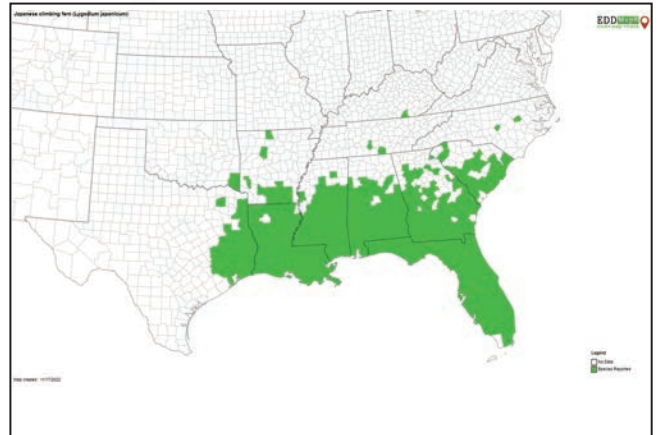 Japanese climbing fern (Lygodium japonicum)
EDDMapS
Map created: 11/17/2022
Legend
No Data
Species Reported